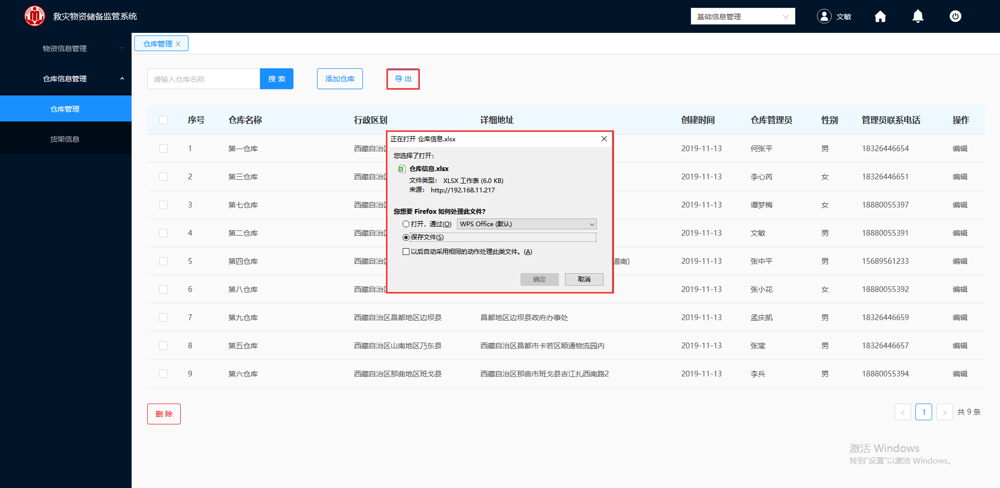 救灾物资储备监管系统
基础信息管理
文敏
物资信息管理
仓库信息管理
仓库管理
货架信息
仓库管理
请输入仓库名称 搜 索 添加仓库 导 出
序号 仓库名称 行政区划 详细地址 创建时间 仓库管理员 性别 管理员联系电话 操作
1 第一仓库 西藏自治区 2019-11-13 何张平 男 18326446654 编辑
2 第三仓库 西藏自治区 2019-11-13 李心芮 女 18326446651 编辑
3 第七仓库 西藏自治区 2019-11-13 谭梦梅 女 18880055397 编辑
4 第二仓库 西藏自治区 2019-11-13 文敏 男 18880055391 编辑
5 第四仓库 西藏自治区 道南) 2019-11-13 张中平 男 15689561233 编辑
6 第八仓库 西藏自治区 2019-11-13 张小花 女 18880055392 编辑
7 第九仓库 西藏自治区昌都地区边坝县 昌都地区边坝县政府办事处 2019-11-13 孟庆凯 男 18326446659 编辑
8 第五仓库 西藏自治区山南地区乃东县 西藏自治区昌都市卡若区顺通物流园内 2019-11-13 张毫 男 18326446657 编辑
9 第六仓库 西藏自治区那曲地区班戈县 西藏自治区那曲市班戈县吉江扎西南路2 2019-11-13 李兵 男 18880055394 编辑
正在打开 仓库信息.xlsx
您选择了打开:
仓库信息.xlsx
文件类型: XLSX 工作表 (6.0 KB)
来源: http://192.168.11.217
您想要 Firefox 如何处理此文件?
打开，通过(O) WPS Office (默认)
保存文件(S)
以后自动采用相同的动作处理此类文件。(A)
确定 取消
删 除
< 1 > 共 9 条
激活 Windows
转到"设置"以激活 Windows。